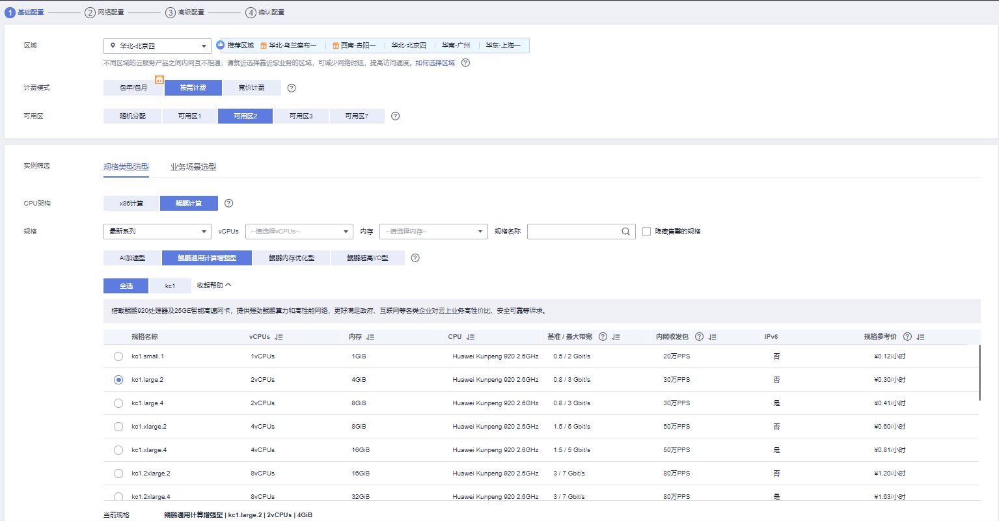 1 基础配置 2 网络配置 3 高级配置 4 确认配置
区域 华北-北京四 推荐区域 华北-乌兰察布一 西南-贵阳一 华北-北京四 华南-广州 华东-上海一
不同区域的云服务产品之间内网互不相通；请就近选择靠近您业务的区域，可减少网络时延，提高访问速度。如何选择区域 ?
计费模式 包年/包月 按需计费 竞价计费 ?
可用区 随机分配 可用区1 可用区2 可用区3 可用区7 ?
实例筛选 规格类型选型 业务场景选型
CPU架构 x86计算 鲲鹏计算 ?
规格 最新系列 vCPUs --请选择vCPUs-- 内存 --请选择内存-- 规格名称 隐藏售罄的规格
AI加速型 鲲鹏通用计算增强型 鲲鹏内存优化型 鲲鹏超高I/O型 ?
全选 kc1 收起帮助
搭载鲲鹏920处理器及25GE智能高速网卡，提供强劲鲲鹏算力和高性能网络，更好满足政府、互联网等各类企业对云上业务高性价比、安全可靠等诉求。
规格名称 vCPUs 内存 CPU 基准 / 最大带宽 ? 内网收发包 ? IPv6 规格参考价 ?
kc1.small.1 1vCPUs 1GiB Huawei Kunpeng 920 2.6GHz 0.5 / 2 Gbit/s 20万PPS 否 ¥0.12/小时
kc1.large.2 2vCPUs 4GiB Huawei Kunpeng 920 2.6GHz 0.8 / 3 Gbit/s 30万PPS 否 ¥0.30/小时
kc1.large.4 2vCPUs 8GiB Huawei Kunpeng 920 2.6GHz 0.8 / 3 Gbit/s 30万PPS 是 ¥0.41/小时
kc1.xlarge.2 4vCPUs 8GiB Huawei Kunpeng 920 2.6GHz 1.5 / 5 Gbit/s 50万PPS 否 ¥0.60/小时
kc1.xlarge.4 4vCPUs 16GiB Huawei Kunpeng 920 2.6GHz 1.5 / 5 Gbit/s 50万PPS 是 ¥0.81/小时
kc1.2xlarge.2 8vCPUs 16GiB Huawei Kunpeng 920 2.6GHz 3 / 7 Gbit/s 80万PPS 否 ¥1.20/小时
kc1.2xlarge.4 8vCPUs 32GiB Huawei Kunpeng 920 2.6GHz 3 / 7 Gbit/s 80万PPS 是 ¥1.63/小时
当前规格 鲲鹏通用计算增强型 | kc1.large.2 | 2vCPUs | 4GiB